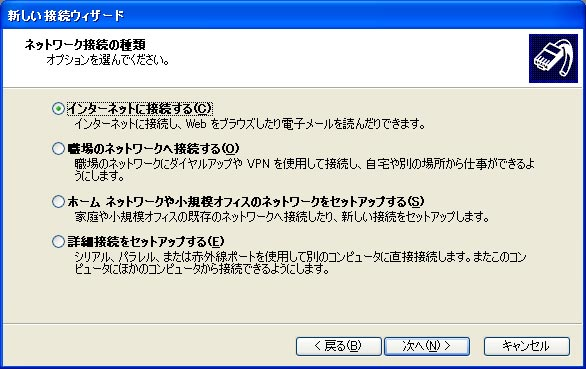 新しい接続ウィザード
ネットワーク接続の種類
オプションを選んでください。
インターネットに接続する(C)
インターネットに接続し、Web をブラウズしたり電子メールを読んだりできます。
職場のネットワークへ接続する(O)
職場のネットワークにダイヤルアップや VPN を使用して接続し、自宅や別の場所から仕事ができるよ
うにします。
ホーム ネットワークや小規模オフィスのネットワークをセットアップする(S)
家庭や小規模オフィスの既存のネットワークへ接続したり、新しい接続をセットアップします。
詳細接続をセットアップする(E)
シリアル、パラレル、または赤外線ポートを使用して別のコンピュータに直接接続します。またこのコン
ピュータにほかのコンピュータから接続できるようにします。
< 戻る(B)
次へ(N) >
キャンセル